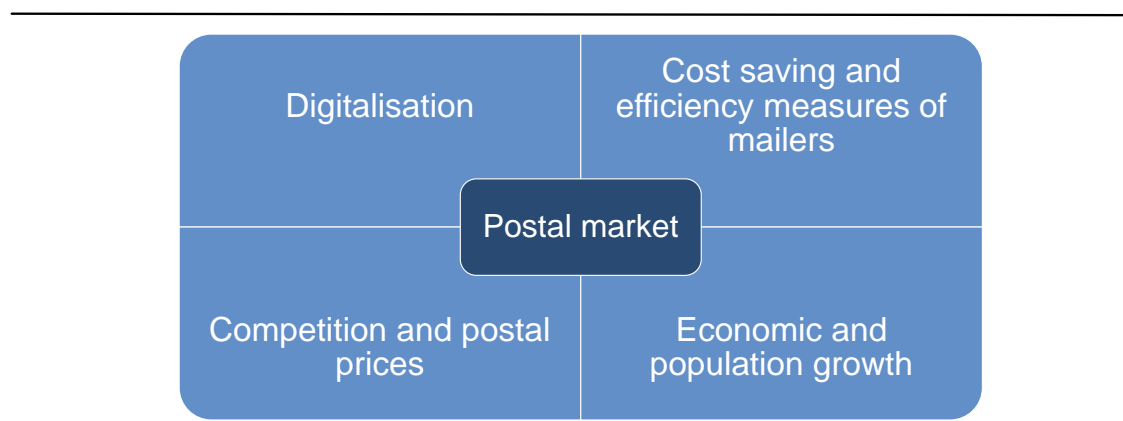 Digitalisation
Cost saving and
efficiency measures of
mailers
Postal market
Competition and postal
prices
Economic and
population growth